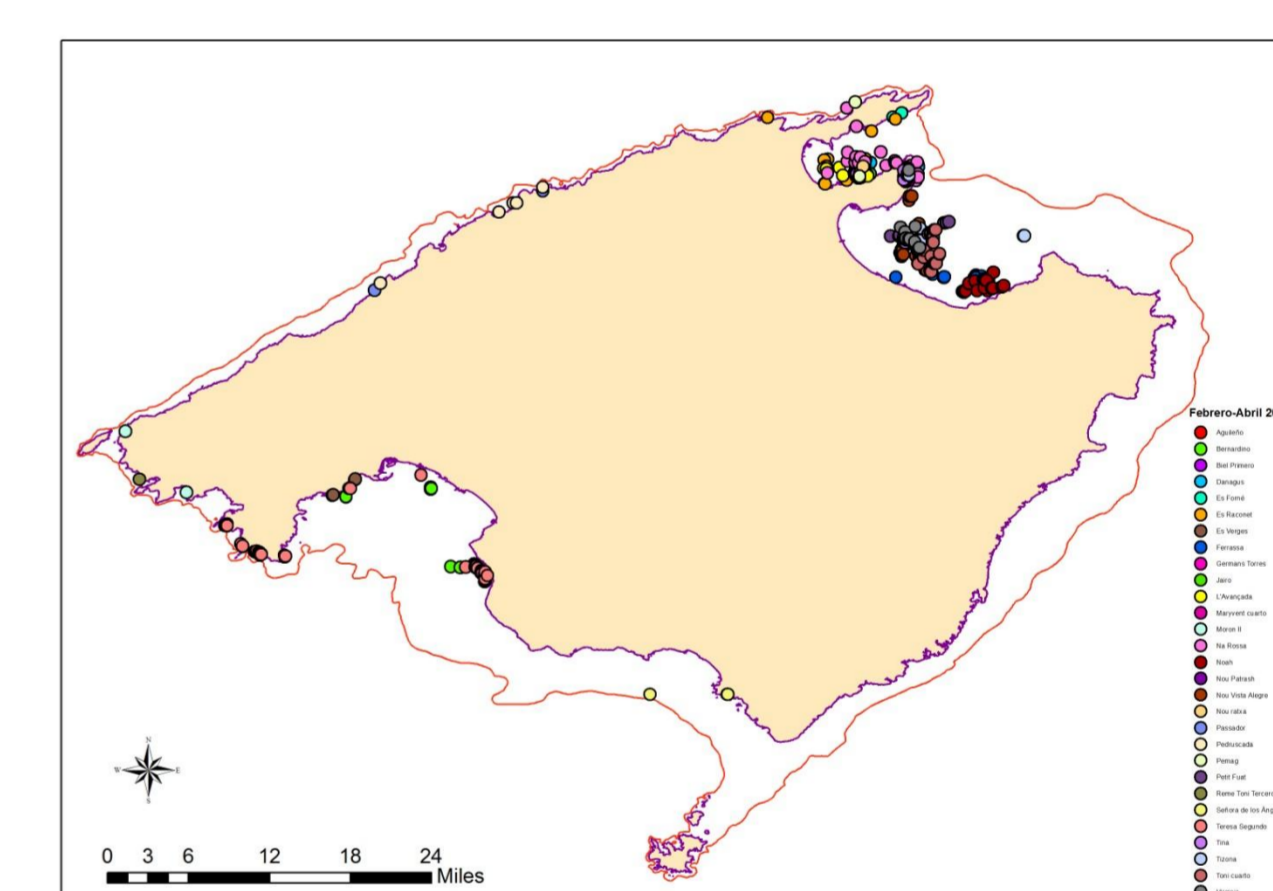 N
W E
S
0 3 6 12 18 24
Miles
Febrero-Abril 20
Aguileño
Bernardino
Biel Primero
Danagus
Es Forné
Es Raconet
Es Verges
Ferrassa
Germans Torres
Jairo
L'Avançada
Maryvent cuarto
Moron II
Na Rossa
Noah
Nou Patrash
Nou Vista Alegre
Nou ratxa
Passador
Pedruscada
Pemag
Petit Fuat
Reme Toni Tercero
Señora de los Áng
Teresa Segundo
Tina
Tizona
Toni cuarto